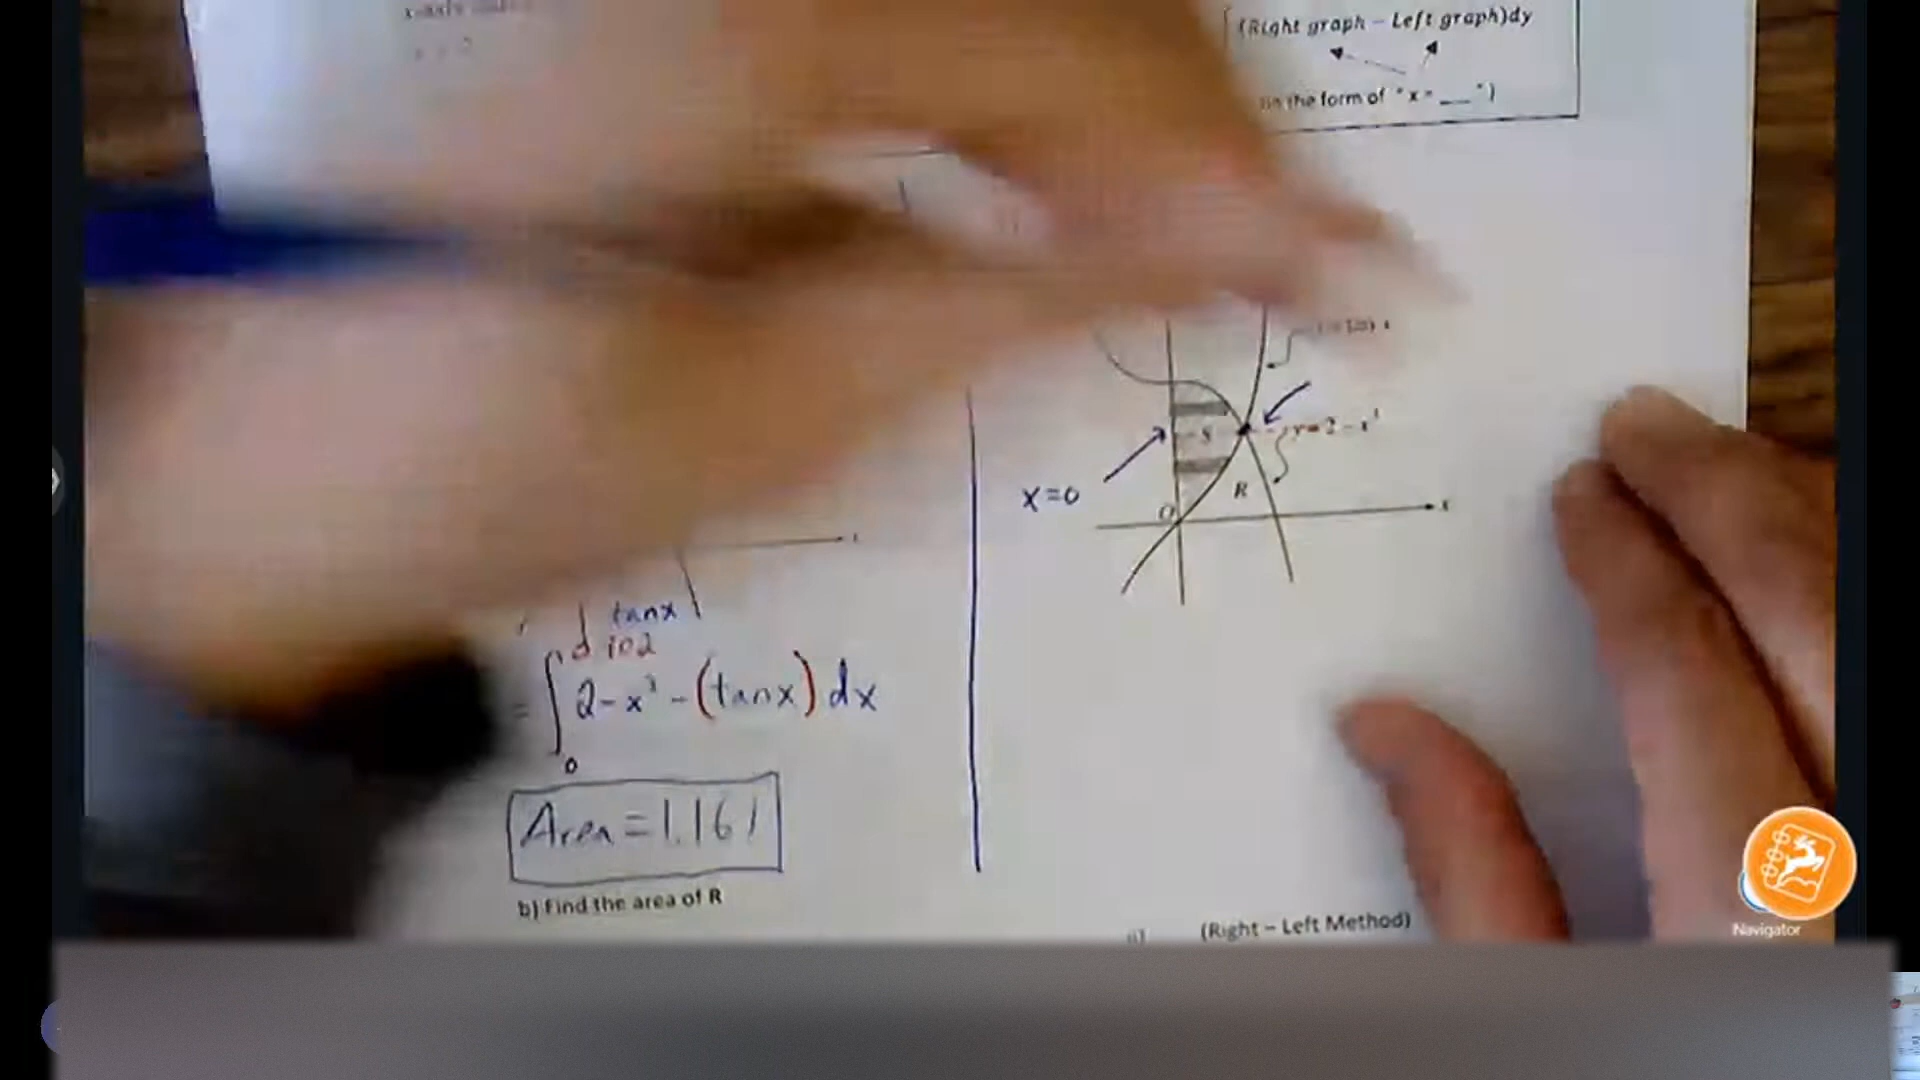 (Right graph – Left graph)dy
the form of "x = ___")
S
y = 2 – x³
x=0
R
O
x
tanx
2 - x³ - (tanx) dx
0
Area = 1.161
b) Find the area of R
(Right – Left Method)
Navigator